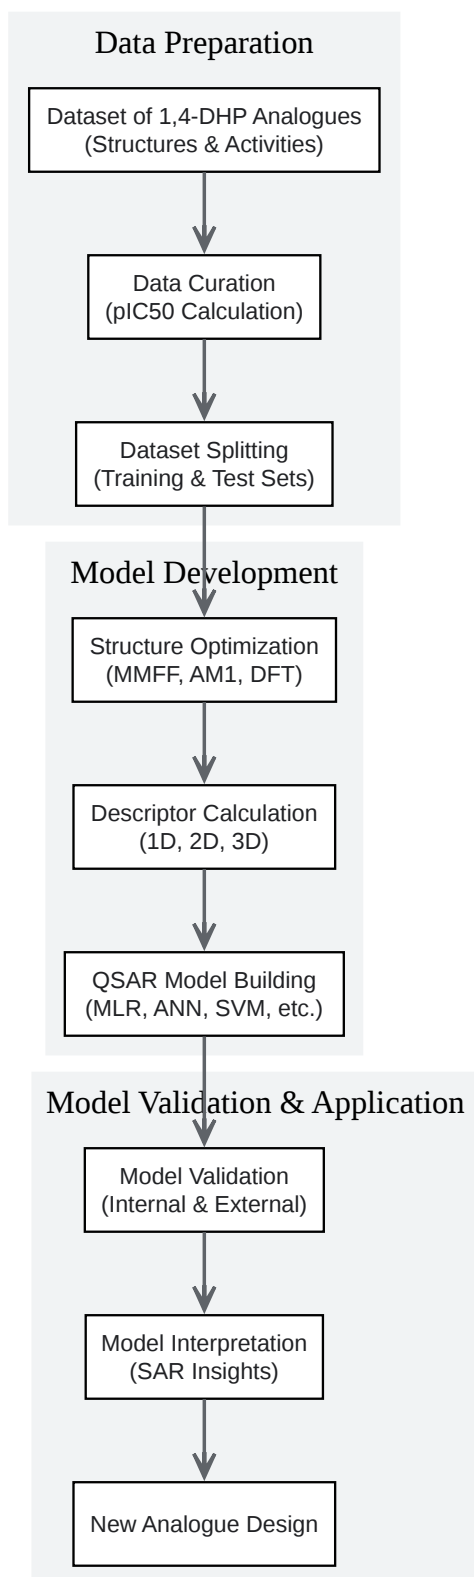 Data Preparation
Dataset of 1,4-DHP Analogues
(Structures & Activities)
Data Curation
(pIC50 Calculation)
Dataset Splitting
(Training & Test Sets)
Model Development
Structure Optimization
(MMFF, AM1, DFT)
Descriptor Calculation
(1D, 2D, 3D)
QSAR Model Building
(MLR, ANN, SVM, etc.)
Model Validation & Application
Model Validation
(Internal & External)
Model Interpretation
(SAR Insights)
New Analogue Design